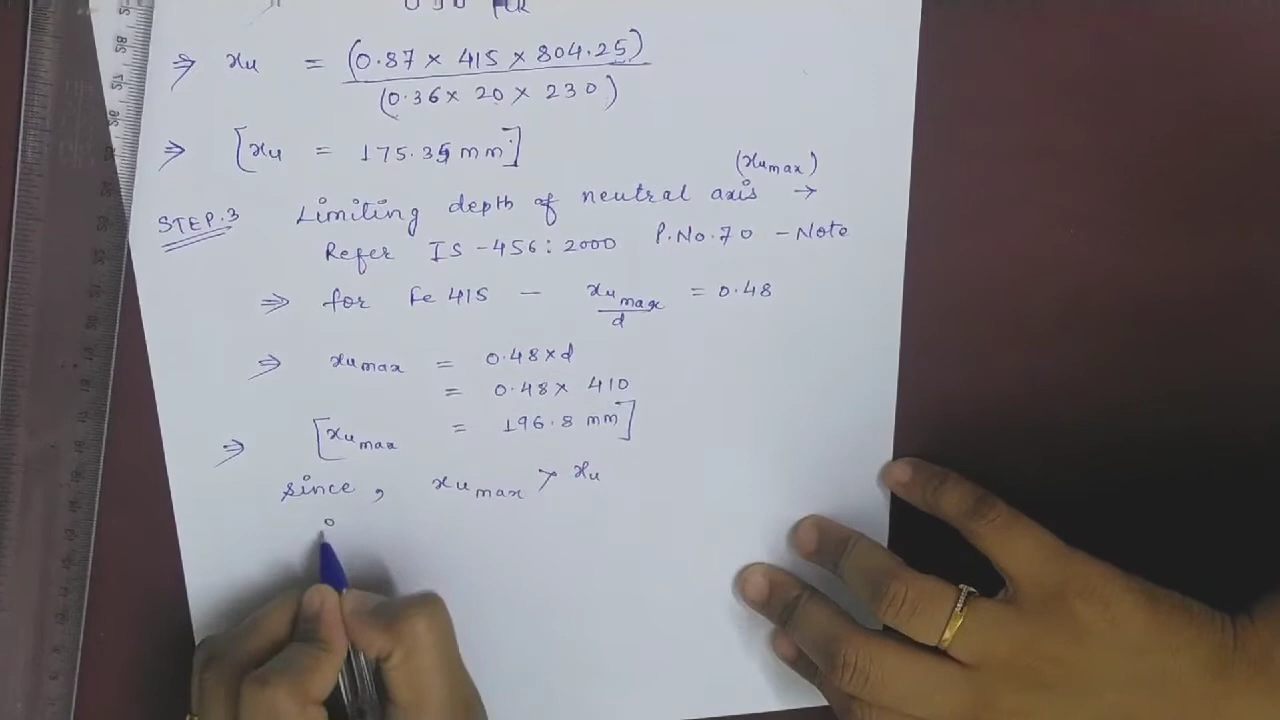 ⇒ xu = (0.87 × 415 × 804.25)
(0.36 × 20 × 230)
⇒ [xu = 175.35 mm]
(xumax)
STEP.3 Limiting depth of neutral axis →
Refer IS-456:2000 P.No.70 - Note
⇒ for Fe 415 - xumax/d = 0.48
⇒ xumax = 0.48 × d
= 0.48 × 410
⇒ [xumax = 196.8 mm]
since, xumax > xu